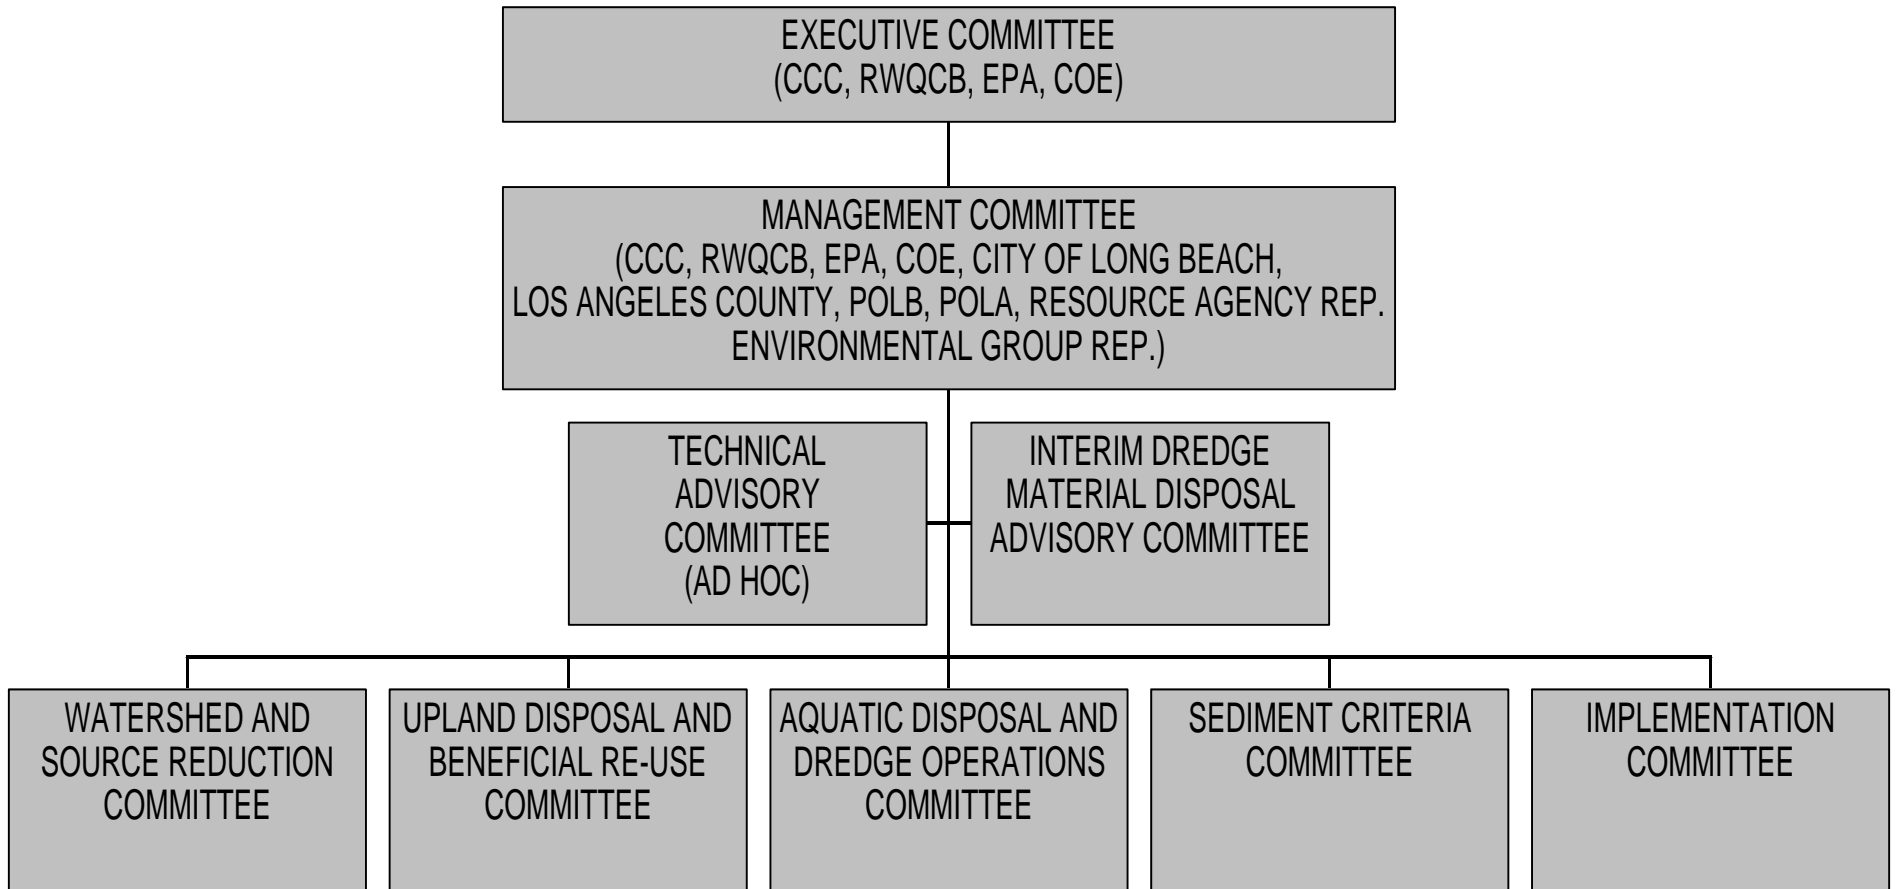 EXECUTIVE COMMITTEE
(CCC, RWQCB, EPA, COE)
MANAGEMENT COMMITTEE
(CCC, RWQCB, EPA, COE, CITY OF LONG BEACH,
LOS ANGELES COUNTY, POLB, POLA, RESOURCE AGENCY REP.
ENVIRONMENTAL GROUP REP.)
TECHNICAL
ADVISORY
COMMITTEE
(AD HOC)
INTERIM DREDGE
MATERIAL DISPOSAL
ADVISORY COMMITTEE
WATERSHED AND
SOURCE REDUCTION
COMMITTEE
UPLAND DISPOSAL AND
BENEFICIAL RE-USE
COMMITTEE
AQUATIC DISPOSAL AND
DREDGE OPERATIONS
COMMITTEE
SEDIMENT CRITERIA
COMMITTEE
IMPLEMENTATION
COMMITTEE